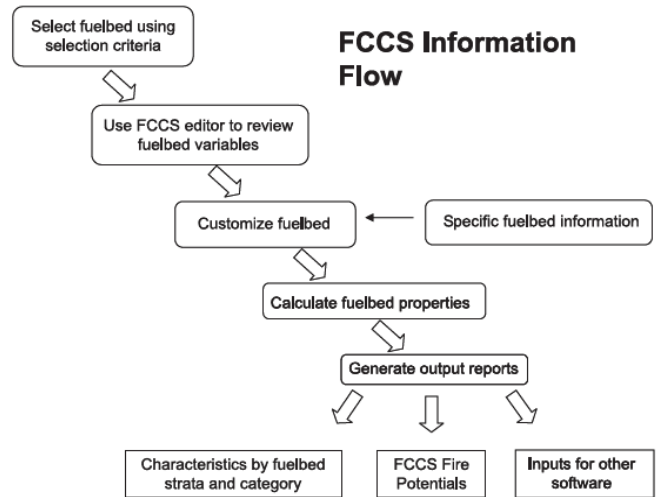 Select fuelbed using
selection criteria
FCCS Information
Flow
Use FCCS editor to review
fuelbed variables
Customize fuelbed
Specific fuelbed information
Calculate fuelbed properties
Generate output reports
Characteristics by fuelbed
strata and category
FCCS Fire
Potentials
Inputs for other
software